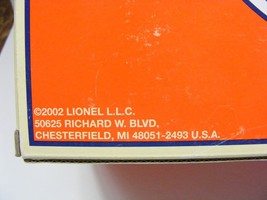 ©2002 LIONEL L.L.C.
50625 RICHARD W. BLVD,
CHESTERFIELD, MI 48051-2493 U.S.A.